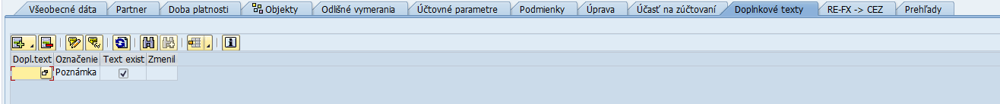 Všeobecné dáta Partner Doba platnosti Objekty Odlišné vymerania Účtovné parametre Podmienky Úprava Účasť na zúčtovaní Doplnkové texty RE-FX -> CEZ Prehľady
Dopl.text Označenie Text exist Zmenil
Poznámka